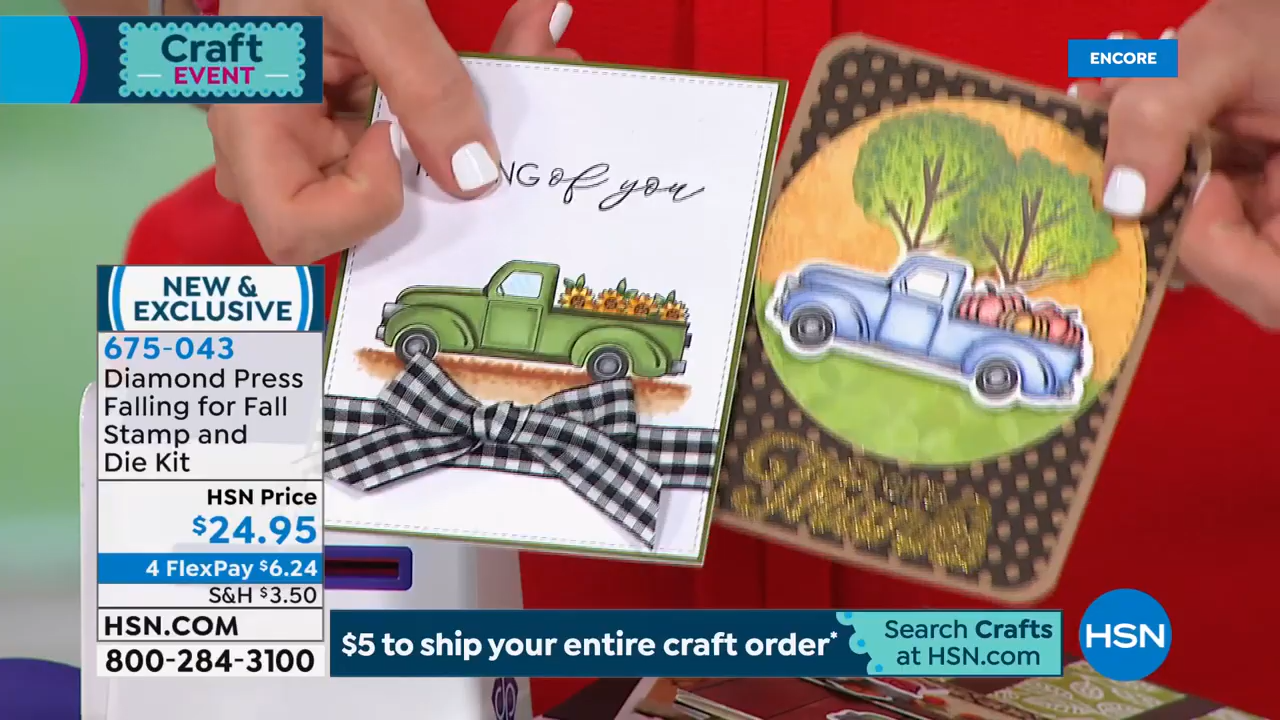 Craft
EVENT
ENCORE
of you
NEW &
EXCLUSIVE
675-043
Diamond Press
Falling for Fall
Stamp and
Die Kit
HSN Price
$24.95
4 FlexPay $6.24
S&H $3.50
HSN.COM
800-284-3100
$5 to ship your entire craft order*
Search Crafts
at HSN.com
HSN